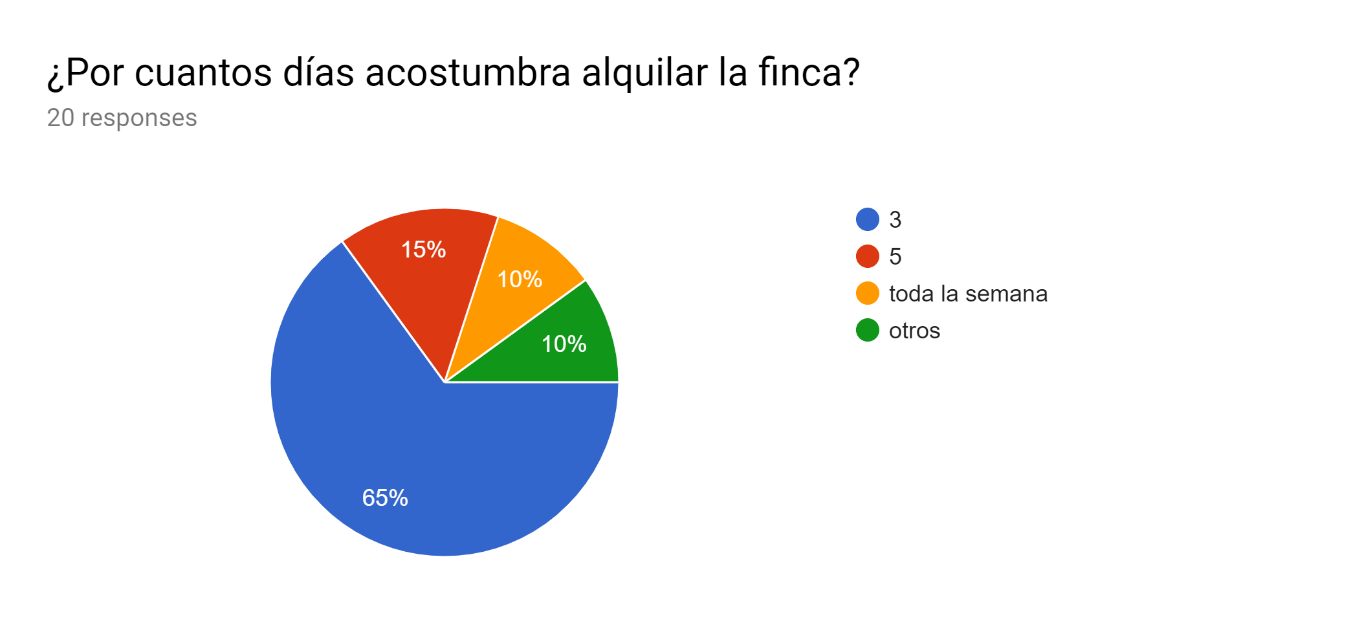 ¿Por cuantos días acostumbra alquilar la finca?
20 responses
15%
10%
10%
65%
3
5
toda la semana
otros